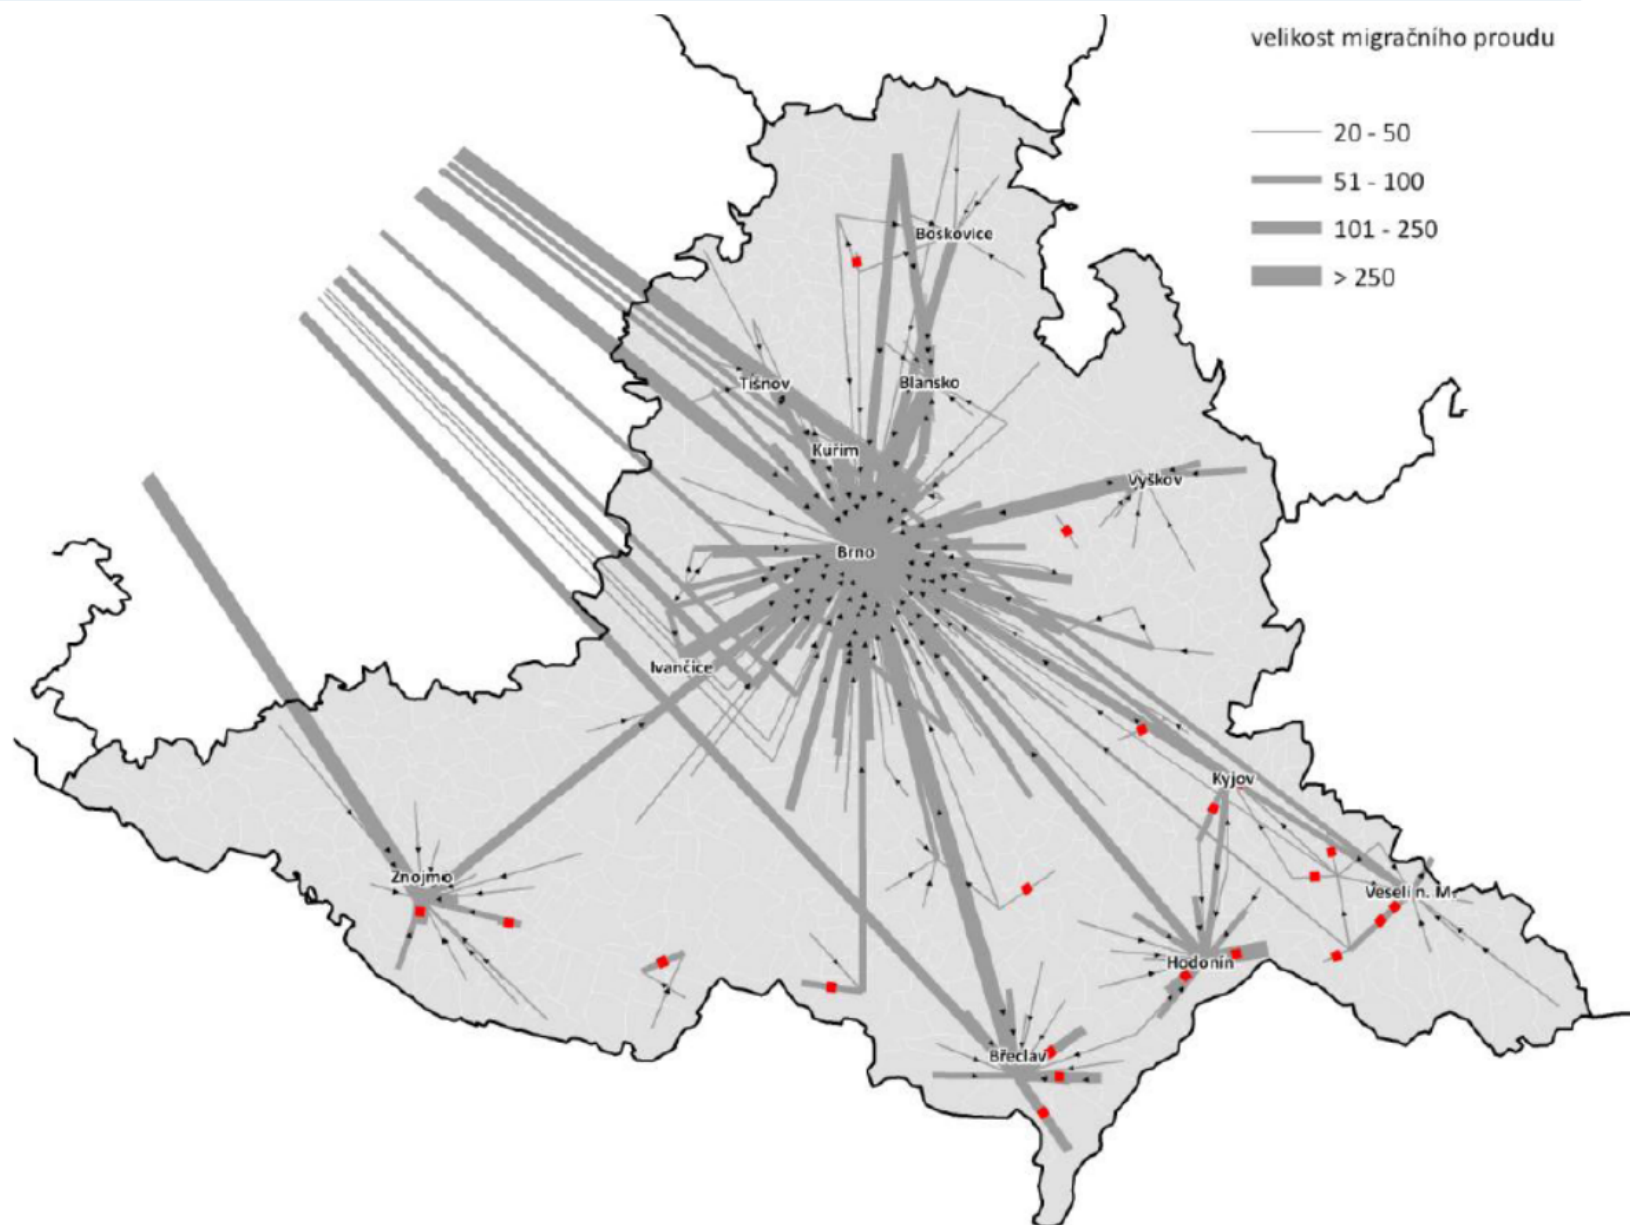 velikost migračního proudu
20 - 50
51 - 100
101 - 250
> 250
Boskovice
Tišnov
Blansko
Kuřim
Vyškov
Brno
Ivančice
Kyjov
Znojmo
Veselí n. M.
Hodonín
Břeclav